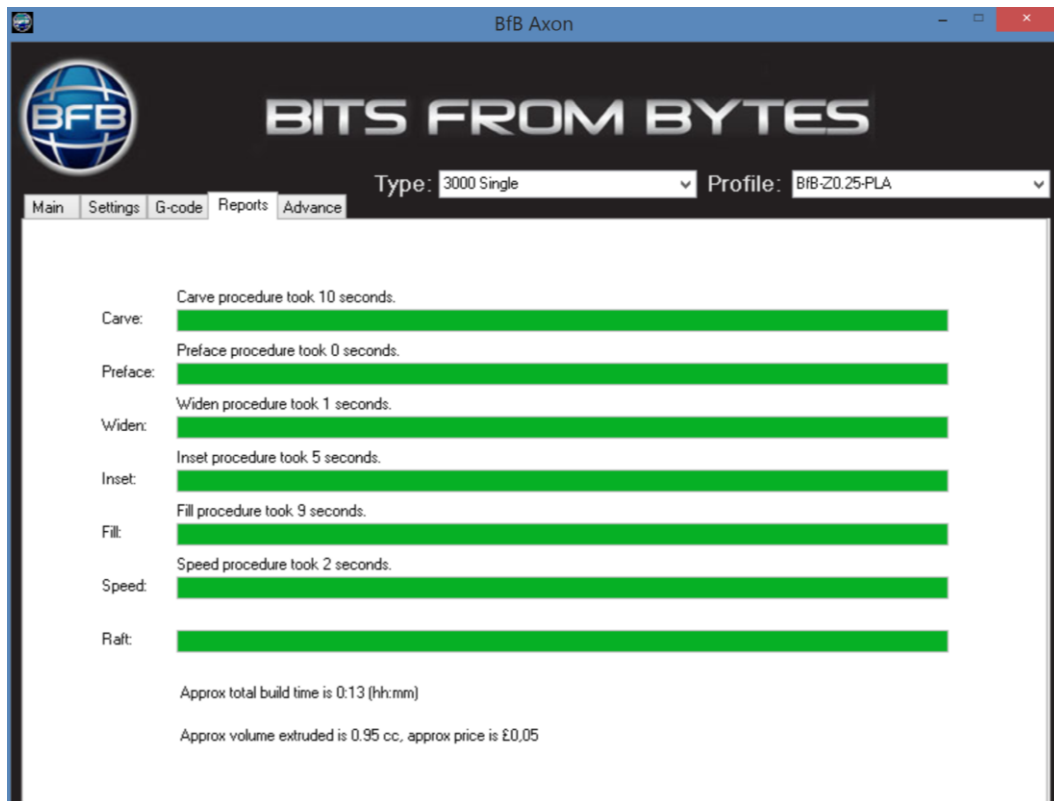 BfB Axon
BFB
BITS FROM BYTES
Type: 3000 Single Profile: BfB-Z0.25-PLA
Main Settings G-code Reports Advance
Carve procedure took 10 seconds.
Carve:
Preface procedure took 0 seconds.
Preface:
Widen procedure took 1 seconds.
Widen:
Inset procedure took 5 seconds.
Inset:
Fill procedure took 9 seconds.
Fill:
Speed procedure took 2 seconds.
Speed:
Raft:
Approx total build time is 0:13 (hh:mm)
Approx volume extruded is 0.95 cc, approx price is £0,05